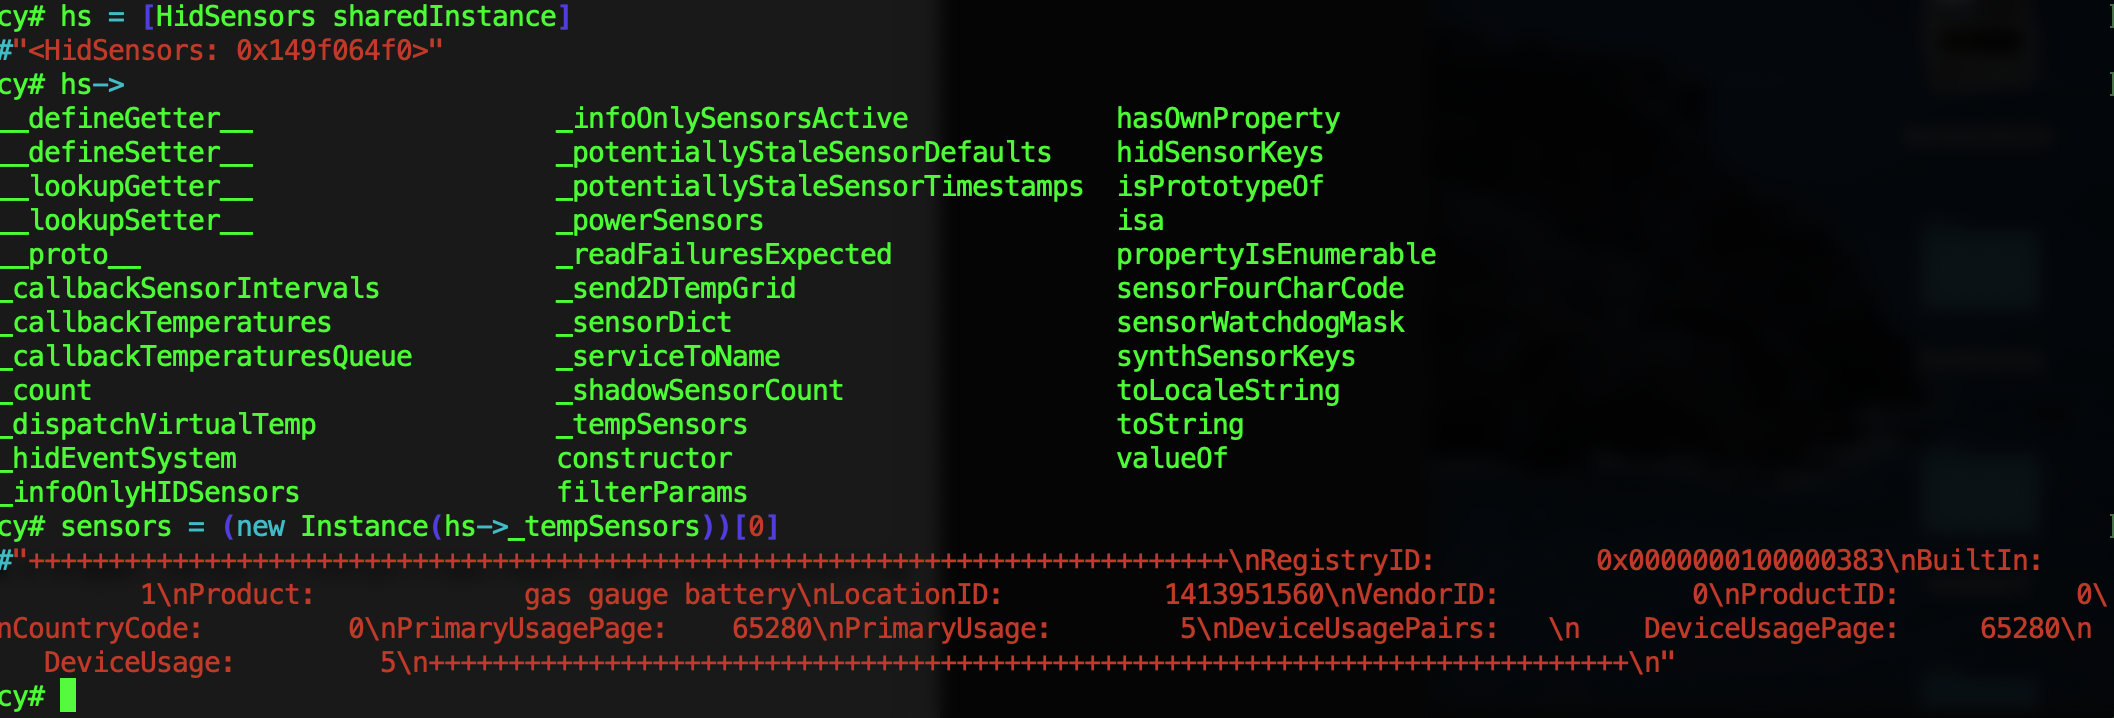 cy# hs = [HidSensors sharedInstance]
#"<HidSensors: 0x149f064f0>"
cy# hs->
__defineGetter__ _infoOnlySensorsActive hasOwnProperty
__defineSetter__ _potentiallyStaleSensorDefaults hidSensorKeys
__lookupGetter__ _potentiallyStaleSensorTimestamps isPrototypeOf
__lookupSetter__ _powerSensors isa
__proto__ _readFailuresExpected propertyIsEnumerable
_callbackSensorIntervals _send2DTempGrid sensorFourCharCode
_callbackTemperatures _sensorDict sensorWatchdogMask
_callbackTemperaturesQueue _serviceToName synthSensorKeys
_count _shadowSensorCount toLocaleString
_dispatchVirtualTemp _tempSensors toString
_hidEventSystem constructor valueOf
_infoOnlyHIDSensors filterParams
cy# sensors = (new Instance(hs->_tempSensors))[0]
#"+++++++++++++++++++++++++++++++++++++++++++++++++++++++++++++++++++++++++++\nRegistryID: 0x0000000100000383\nBuiltIn:
1\nProduct: gas gauge battery\nLocationID: 1413951560\nVendorID: 0\nProductID: 0\
nCountryCode: 0\nPrimaryUsagePage: 65280\nPrimaryUsage: 5\nDeviceUsagePairs: \n DeviceUsagePage: 65280\n
DeviceUsage: 5\n+++++++++++++++++++++++++++++++++++++++++++++++++++++++++++++++++++++++++++\n"
cy#